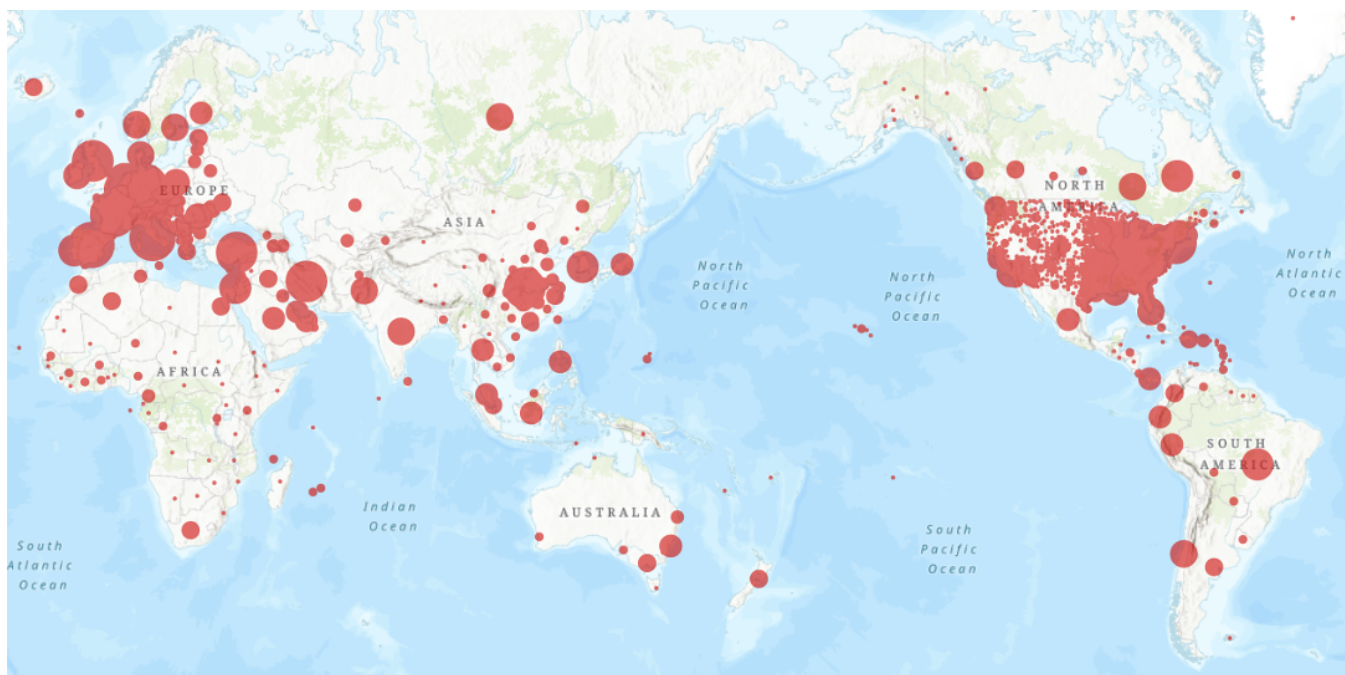 EUROPE
ASIA
NORTH
AMERICA
North
Pacific
Ocean
North
Pacific
Ocean
North
Atlantic
Ocean
AFRICA
SOUTH
AMERICA
Indian
Ocean
AUSTRALIA
South
Atlantic
Ocean
South
Pacific
Ocean